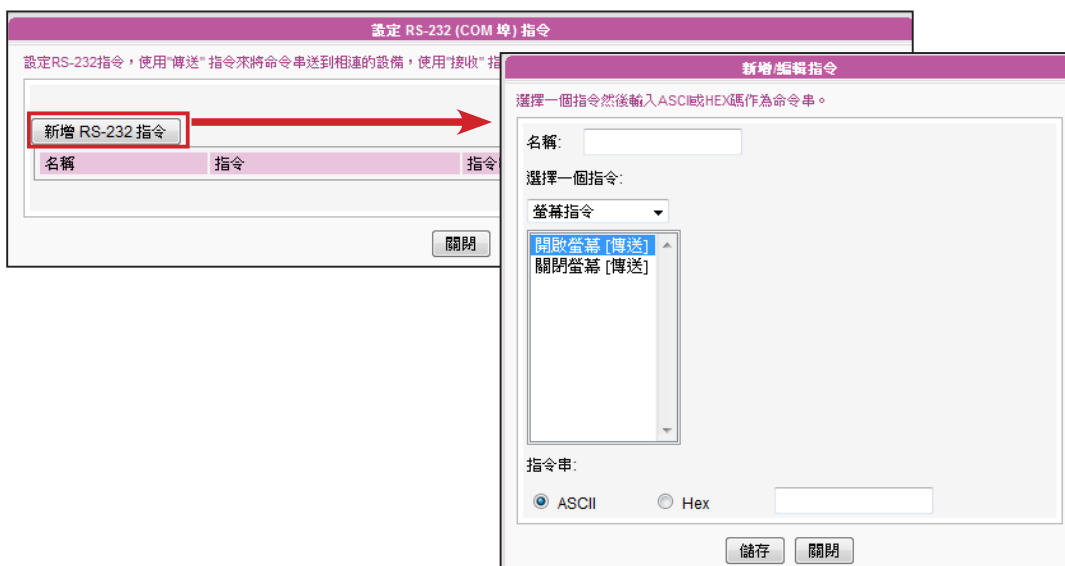 設定 RS-232 (COM 埠) 指令
設定RS-232指令，使用"傳送" 指令來將命令串送到相連的設備，使用"接收" 指
新增 RS-232 指令
名稱 指令 指令
關閉
新增/編輯指令
選擇一個指令然後輸入ASCII或HEX碼作為命令串。
名稱:
選擇一個指令:
螢幕指令
開啟螢幕 [傳送]
關閉螢幕 [傳送]
指令串:
ASCII Hex
儲存 關閉